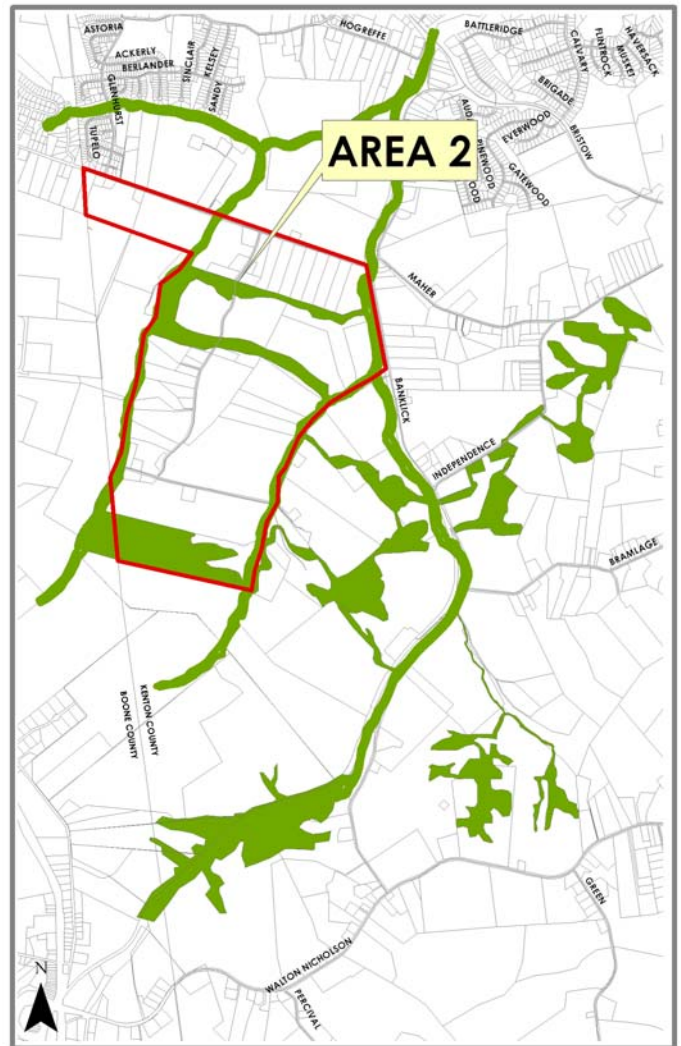 ASTORIA
HOGREFFE
BATTLERIDGE
ACKERLY
BERLANDER
SINCLAIR
KELSEY
SANDY
GLENHURST
TUPELO
CALVARY
FLINTROCK
MUSKET
HAVERSACK
BRIGADE
EVERWOOD
BRISTOW
PINEWOOD
GATEWOOD
AREA 2
MAHER
BANKLICK
INDEPENDENCE
BRAMLAGE
KENTON COUNTY
BOONE COUNTY
GREEN
WALTON NICHOLSON
PERCIVAL
N